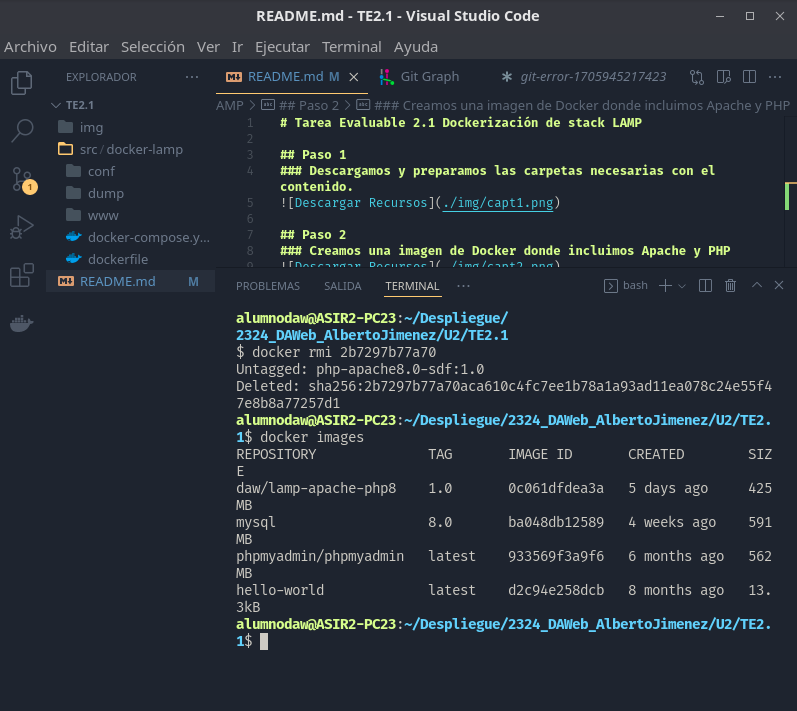 README.md - TE2.1 - Visual Studio Code
Archivo Editar Selección Ver Ir Ejecutar Terminal Ayuda
EXPLORADOR ···
TE2.1
img
src / docker-lamp
conf
dump
www
docker-compose.y...
dockerfile
README.md M
1
README.md M
Git Graph
git-error-1705945217423
···
AMP > ## Paso 2 > ### Creamos una imagen de Docker donde incluimos Apache y PHP
1 # Tarea Evaluable 2.1 Dockerización de stack LAMP
2
3 ## Paso 1
4 ### Descargamos y preparamos las carpetas necesarias con el
contenido.
5 ![Descargar Recursos](./img/capt1.png)
6
7 ## Paso 2
8 ### Creamos una imagen de Docker donde incluimos Apache y PHP
9 ![Descargar Recursos](./img/capt2.png)
PROBLEMAS SALIDA TERMINAL ··· bash
alumnodaw@ASIR2-PC23:~/Despliegue/
2324_DAWeb_AlbertoJimenez/U2/TE2.1
$ docker rmi 2b7297b77a70
Untagged: php-apache8.0-sdf:1.0
Deleted: sha256:2b7297b77a70aca610c4fc7ee1b78a1a93ad11ea078c24e55f4
7e8b8a77257d1
alumnodaw@ASIR2-PC23:~/Despliegue/2324_DAWeb_AlbertoJimenez/U2/TE2.
1$ docker images
REPOSITORY TAG IMAGE ID CREATED SIZ
E
daw/lamp-apache-php8 1.0 0c061dfdea3a 5 days ago 425
MB
mysql 8.0 ba048db12589 4 weeks ago 591
MB
phpmyadmin/phpmyadmin latest 933569f3a9f6 6 months ago 562
MB
hello-world latest d2c94e258dcb 8 months ago 13.
3kB
alumnodaw@ASIR2-PC23:~/Despliegue/2324_DAWeb_AlbertoJimenez/U2/TE2.
1$